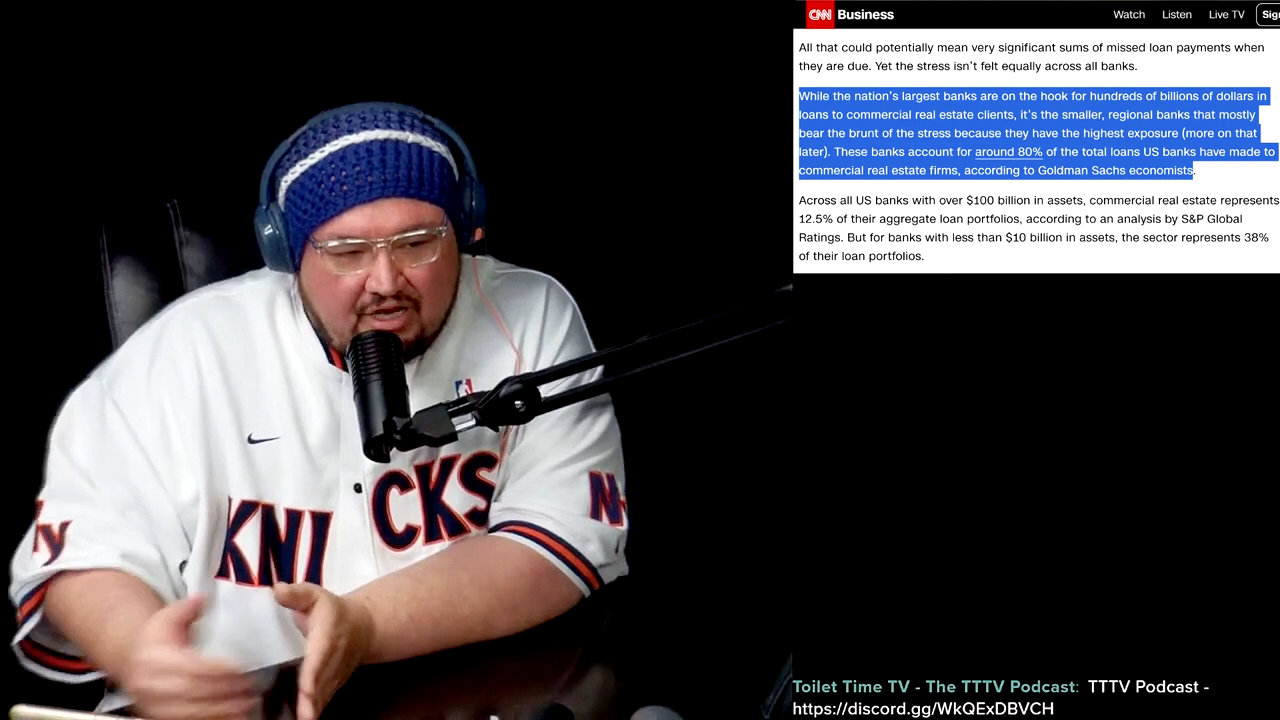 CNN Business Watch Listen Live TV Sign
All that could potentially mean very significant sums of missed loan payments when
they are due. Yet the stress isn't felt equally across all banks.
While the nation's largest banks are on the hook for hundreds of billions of dollars in
loans to commercial real estate clients, it's the smaller, regional banks that mostly
bear the brunt of the stress because they have the highest exposure (more on that
later). These banks account for around 80% of the total loans US banks have made to
commercial real estate firms, according to Goldman Sachs economists.
Across all US banks with over $100 billion in assets, commercial real estate represents
12.5% of their aggregate loan portfolios, according to an analysis by S&P Global
Ratings. But for banks with less than $10 billion in assets, the sector represents 38%
of their loan portfolios.
KNICKS
Ny
N
Toilet Time TV - The TTTV Podcast: TTTV Podcast -
https://discord.gg/WkQExDBVCH